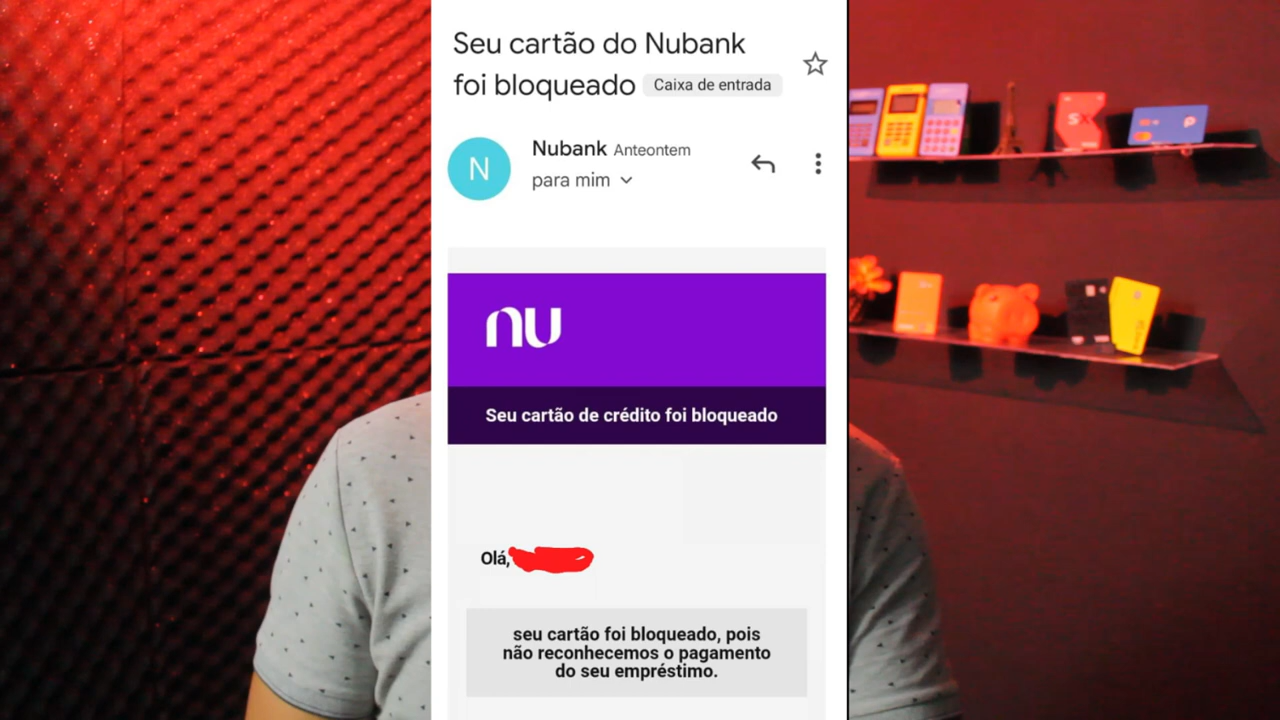 Seu cartão do Nubank
foi bloqueado Caixa de entrada
N
Nubank Anteontem
para mim
nu
Seu cartão de crédito foi bloqueado
Olá,
seu cartão foi bloqueado, pois
não reconhecemos o pagamento
do seu empréstimo.
SX